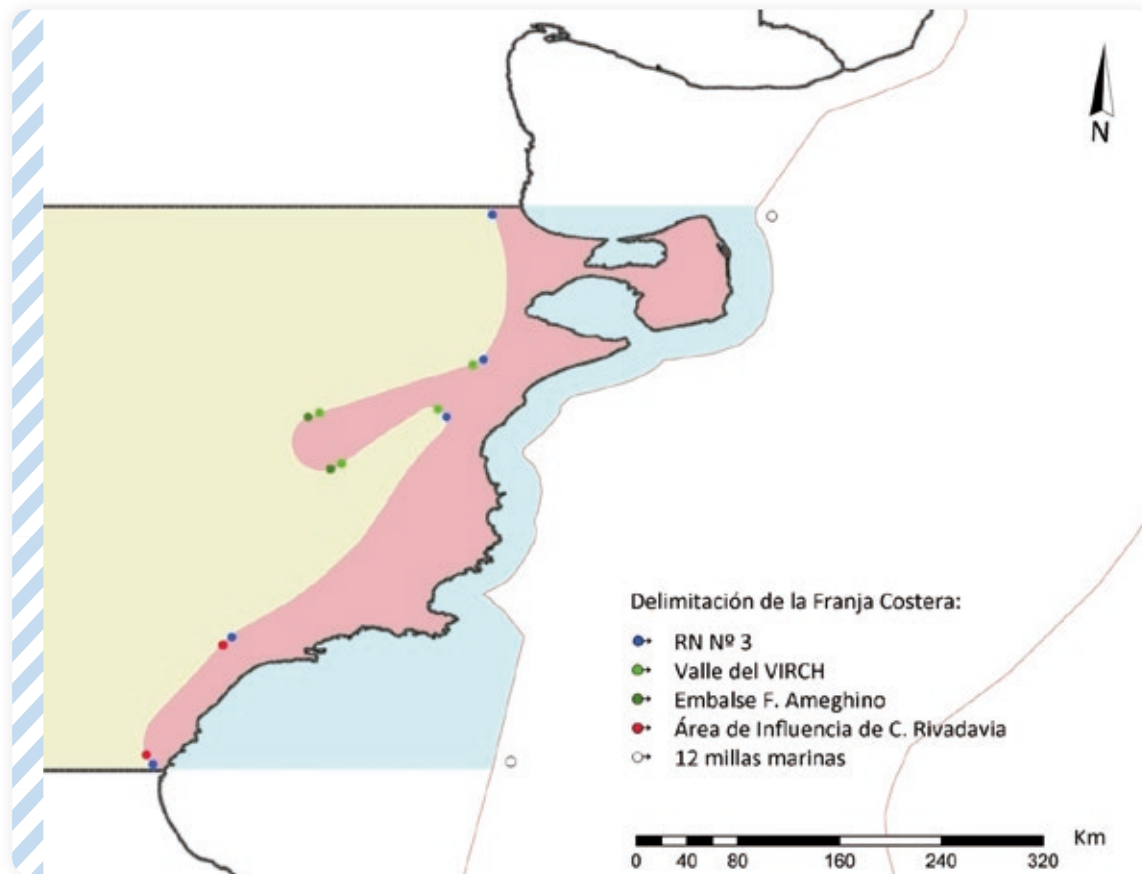 N
Delimitación de la Franja Costera:
RN Nº 3
Valle del VIRCH
Embalse F. Ameghino
Área de Influencia de C. Rivadavia
12 millas marinas
Km
0 40 80 160 240 320